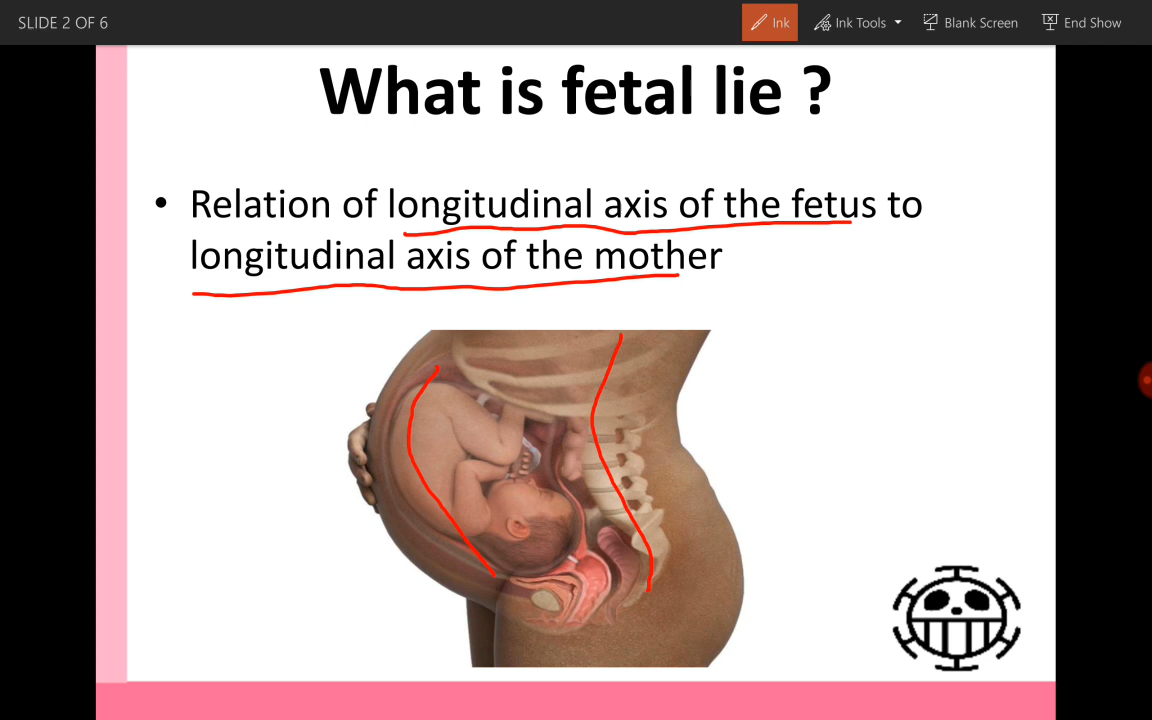 SLIDE 2 OF 6
Ink
Ink Tools
Blank Screen
End Show
What is fetal lie ?
• Relation of longitudinal axis of the fetus to
longitudinal axis of the mother